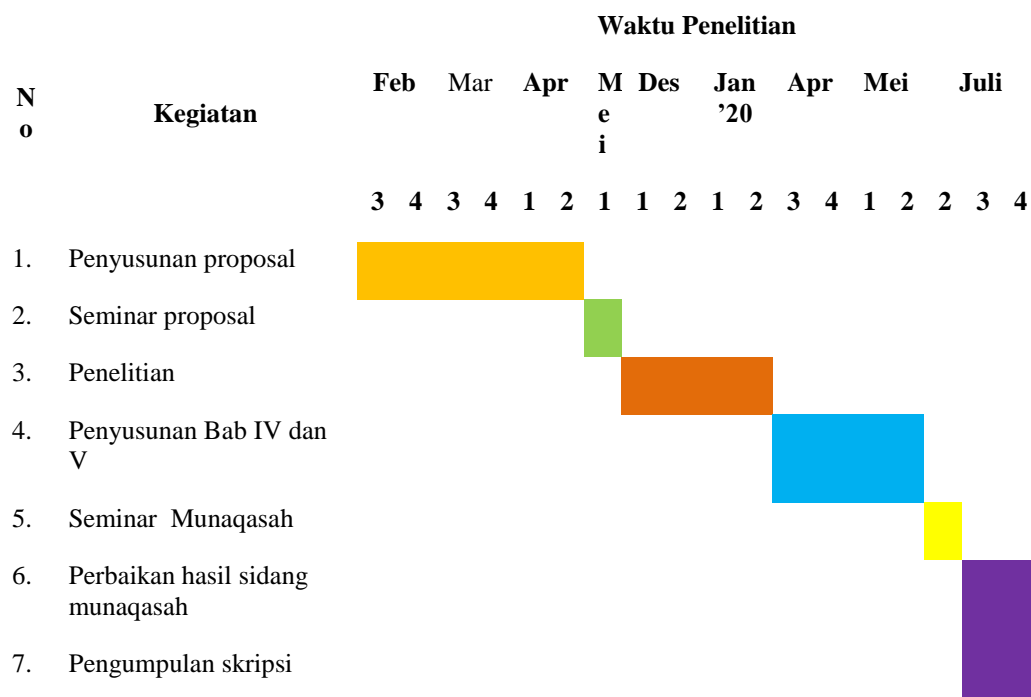 Waktu Penelitian
N
o
Kegiatan
Feb Mar Apr M
e
i
Des Jan
’20
Apr Mei Juli
3 4 3 4 1 2 1 1 2 1 2 3 4 1 2 2 3 4
1. Penyusunan proposal
2. Seminar proposal
3. Penelitian
4. Penyusunan Bab IV dan
V
5. Seminar Munaqasah
6. Perbaikan hasil sidang
munaqasah
7. Pengumpulan skripsi